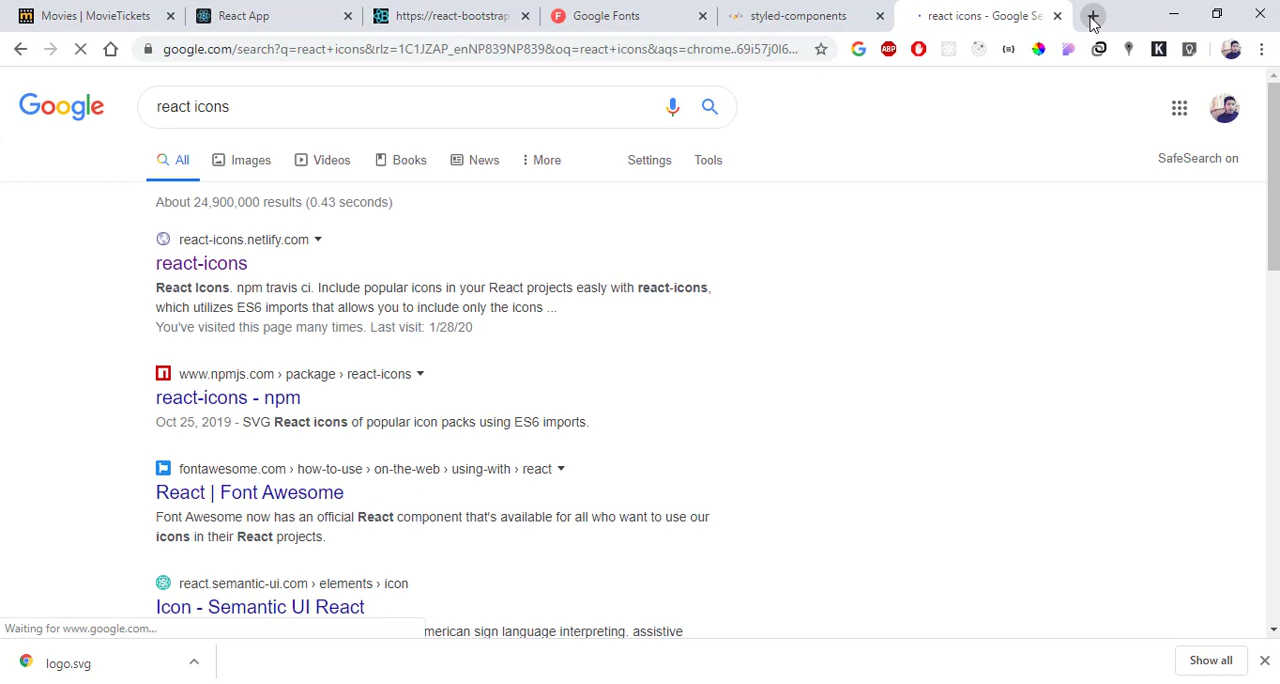 Movies | MovieTickets
React App
https://react-bootstrap
Google Fonts
styled-components
react icons - Google Se
google.com/search?q=react+icons&rlz=1C1JZAP_enNP839NP839&oq=react+icons&aqs=chrome..69i57j0l6...
ABP
K
Google
react icons
All
Images
Videos
Books
News
More
Settings
Tools
SafeSearch on
About 24,900,000 results (0.43 seconds)
react-icons.netlify.com
react-icons
React Icons. npm travis ci. Include popular icons in your React projects easly with react-icons,
which utilizes ES6 imports that allows you to include only the icons ...
You've visited this page many times. Last visit: 1/28/20
www.npmjs.com › package › react-icons
react-icons - npm
Oct 25, 2019 - SVG React icons of popular icon packs using ES6 imports.
fontawesome.com › how-to-use › on-the-web › using-with › react
React | Font Awesome
Font Awesome now has an official React component that's available for all who want to use our
icons in their React projects.
react.semantic-ui.com › elements › icon
Icon - Semantic UI React
merican sign language interpreting. assistive
Waiting for www.google.com...
logo.svg
Show all